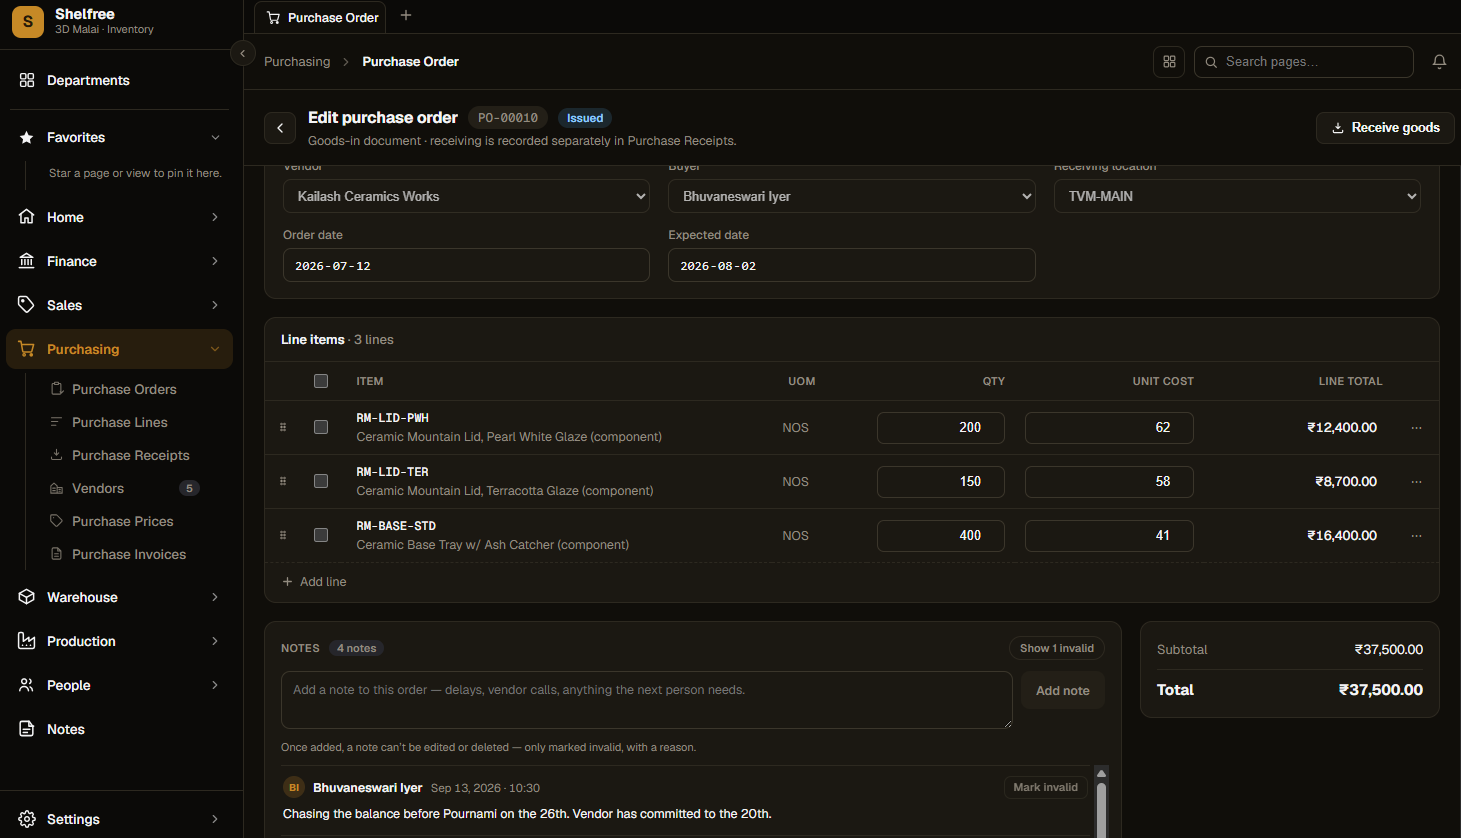 S
Shelfree
3D Malai · Inventory
Departments
Favorites
Star a page or view to pin it here.
Home
Finance
Sales
Purchasing
Purchase Orders
Purchase Lines
Purchase Receipts
Vendors 5
Purchase Prices
Purchase Invoices
Warehouse
Production
People
Notes
Settings
Purchase Order
Purchasing > Purchase Order
Search pages...
Edit purchase order PO-00010 Issued
Goods-in document · receiving is recorded separately in Purchase Receipts.
Receive goods
Vendor Buyer Receiving location
Kailash Ceramics Works Bhuvaneswari Iyer TVM-MAIN
Order date Expected date
2026-07-12 2026-08-02
Line items · 3 lines
ITEM UOM QTY UNIT COST LINE TOTAL
RM-LID-PWH
Ceramic Mountain Lid, Pearl White Glaze (component) NOS 200 62 ₹12,400.00
RM-LID-TER
Ceramic Mountain Lid, Terracotta Glaze (component) NOS 150 58 ₹8,700.00
RM-BASE-STD
Ceramic Base Tray w/ Ash Catcher (component) NOS 400 41 ₹16,400.00
+ Add line
NOTES 4 notes Show 1 invalid
Add a note to this order — delays, vendor calls, anything the next person needs.
Add note
Once added, a note can't be edited or deleted — only marked invalid, with a reason.
BI Bhuvaneswari Iyer Sep 13, 2026 · 10:30 Mark invalid
Chasing the balance before Pournami on the 26th. Vendor has committed to the 20th.
Subtotal ₹37,500.00
Total ₹37,500.00